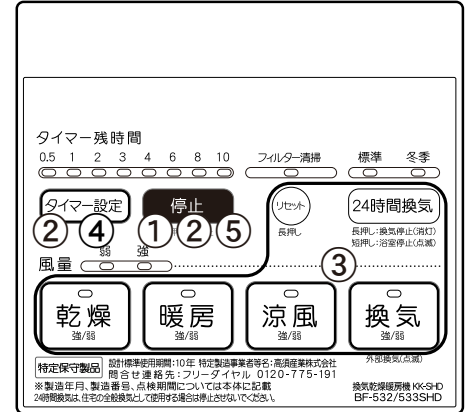 タイマー残時間
0.5 1 2 3 4 6 8 10 フィルター清掃 標準 冬季
タイマー設定 停止 リセット 24時間換気
② ④ ① ② ⑤ 長押し 長押し:換気停止(消灯)
短押し:浴室停止(点滅)
弱 強
風量 ③
乾燥 暖房 涼風 換気
強/弱 強/弱 強/弱 強/弱
外部換気(点滅)
特定保守製品 設計標準使用期間:10年 特定製造事業者等名:高須産業株式会社
問合せ連絡先:フリーダイヤル 0120-775-191
※製造年月、製造番号、点検期間については本体に記載 換気乾燥暖房機 KK-SHD
24時間換気は、住宅の全般換気として使用する場合は停止させないでください。 BF-532/533SHD